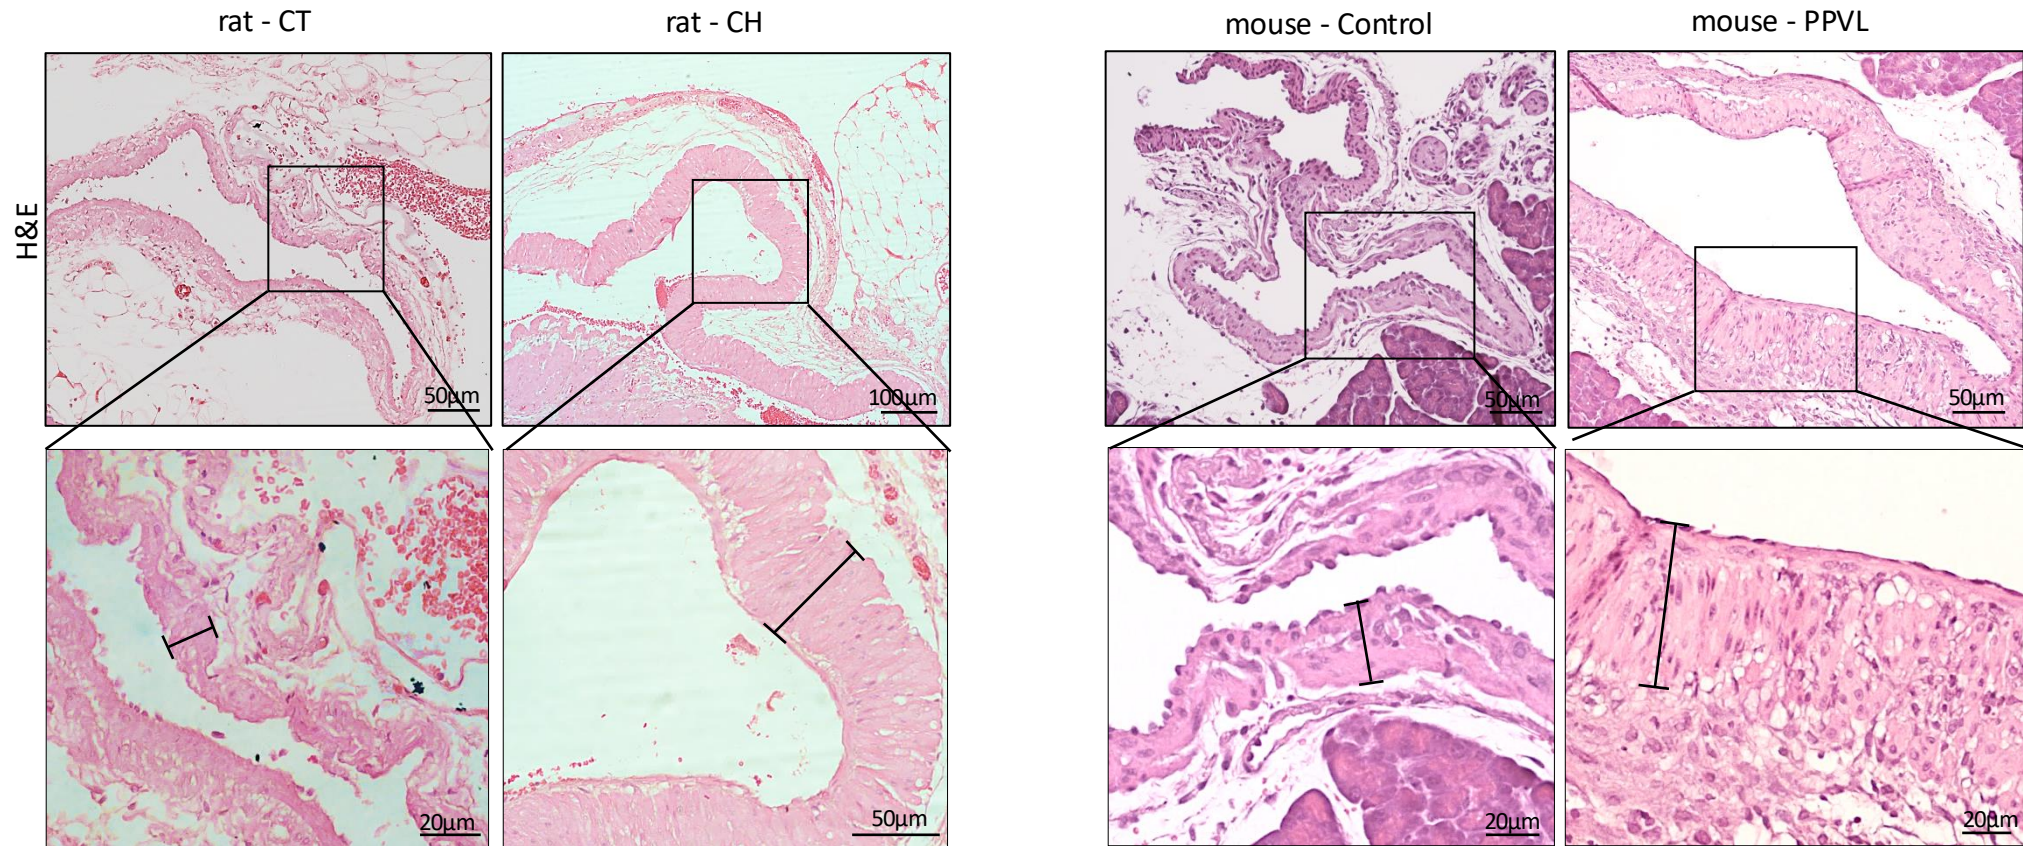 rat - CT
rat - CH
mouse - Control
mouse - PPVL
H&E
50µm
100µm
50µm
50µm
20µm
50µm
20µm
20µm